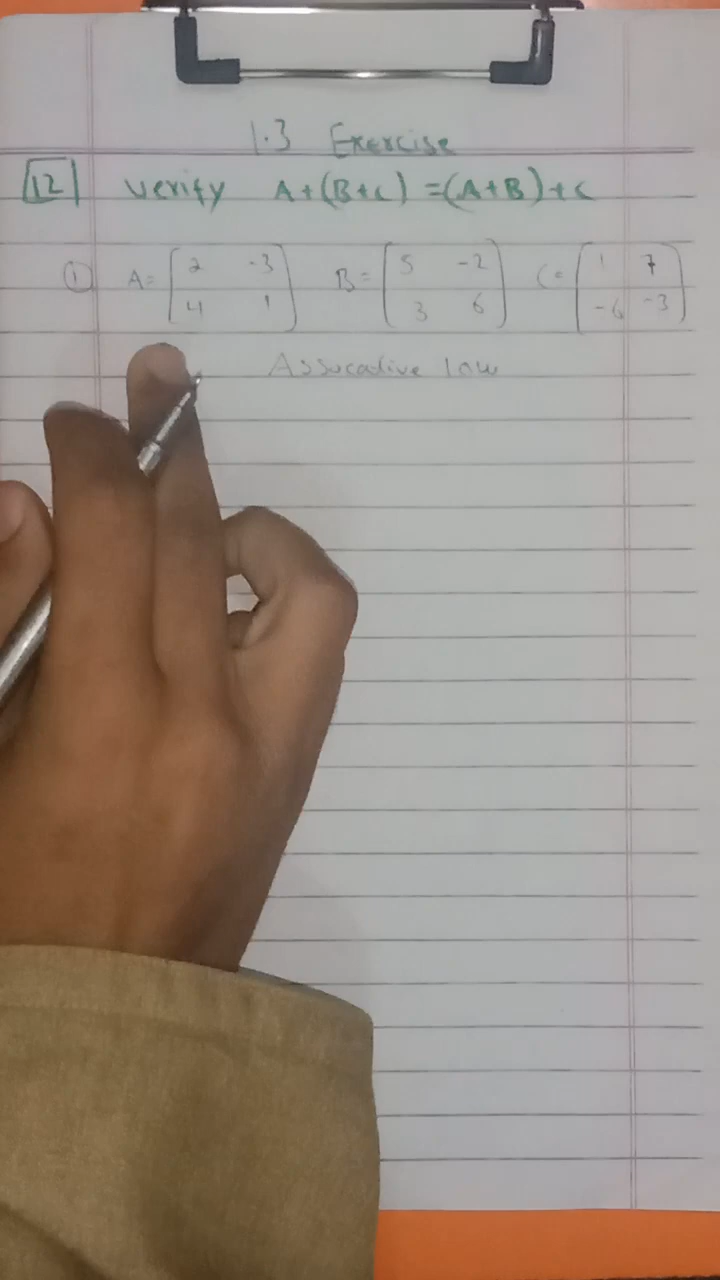 1.3 Exercise
12 verify A+(B+C) =(A+B)+C
① A= [2 -3 B= [5 -2 C= [1 7
4 1] 3 6] -6 -3]
Assucative law